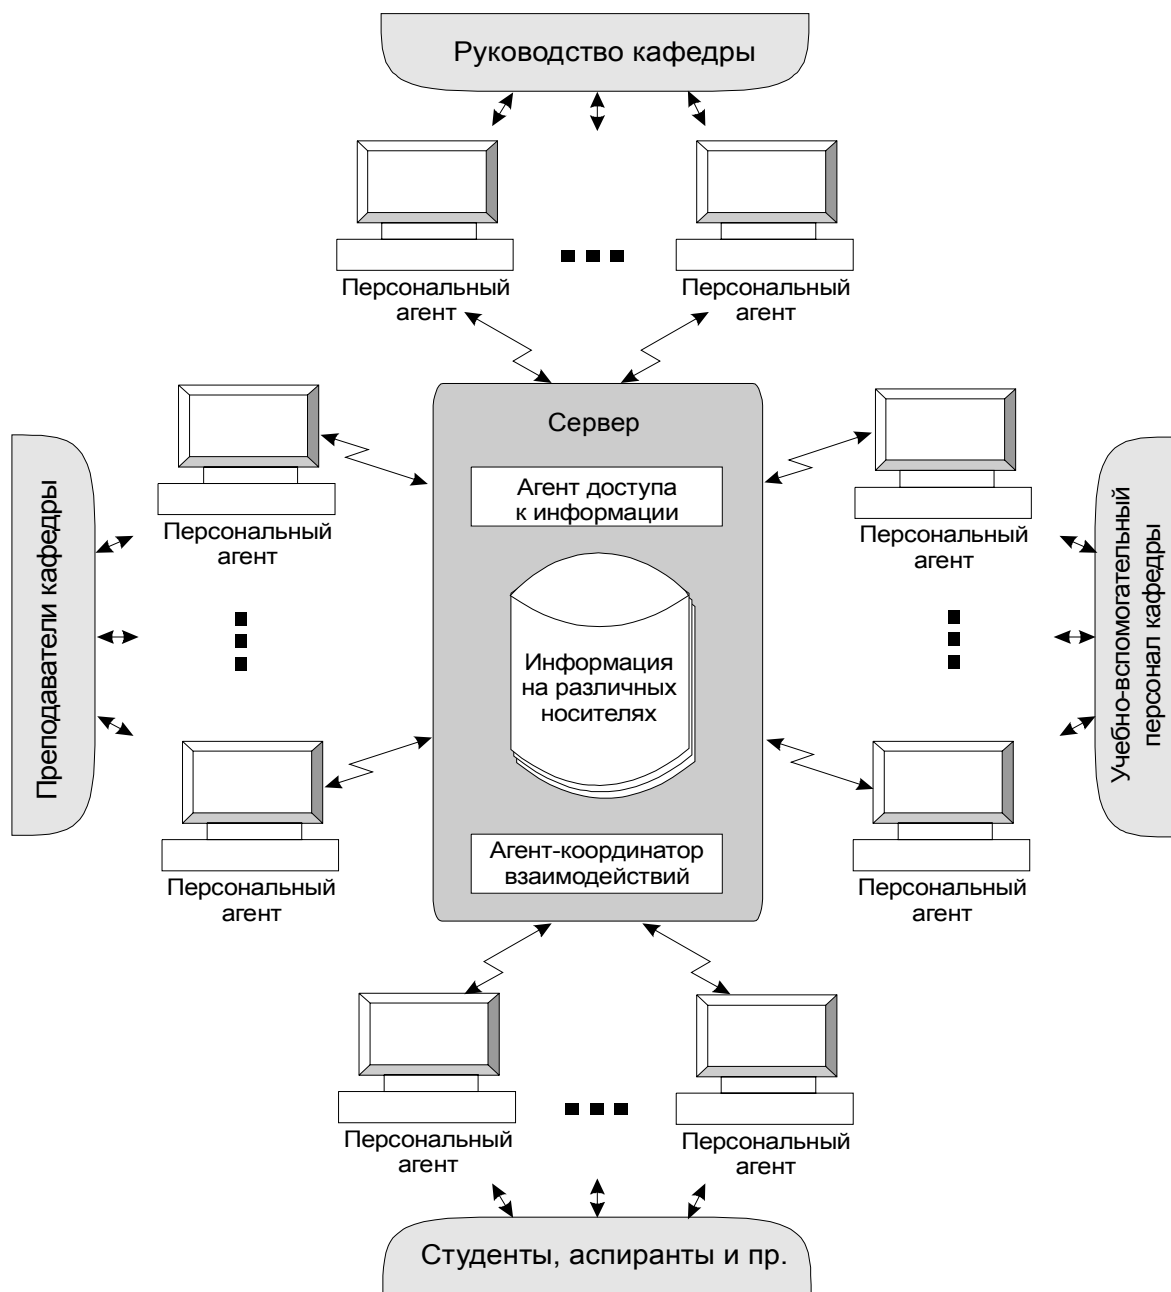 Руководство кафедры
Персональный
агент
Персональный
агент
Сервер
Агент доступа
к информации
Информация
на различных
носителях
Агент-координатор
взаимодействий
Преподаватели кафедры
Персональный
агент
Персональный
агент
Персональный
агент
Персональный
агент
Учебно-вспомогательный
персонал кафедры
Персональный
агент
Персональный
агент
Студенты, аспиранты и пр.